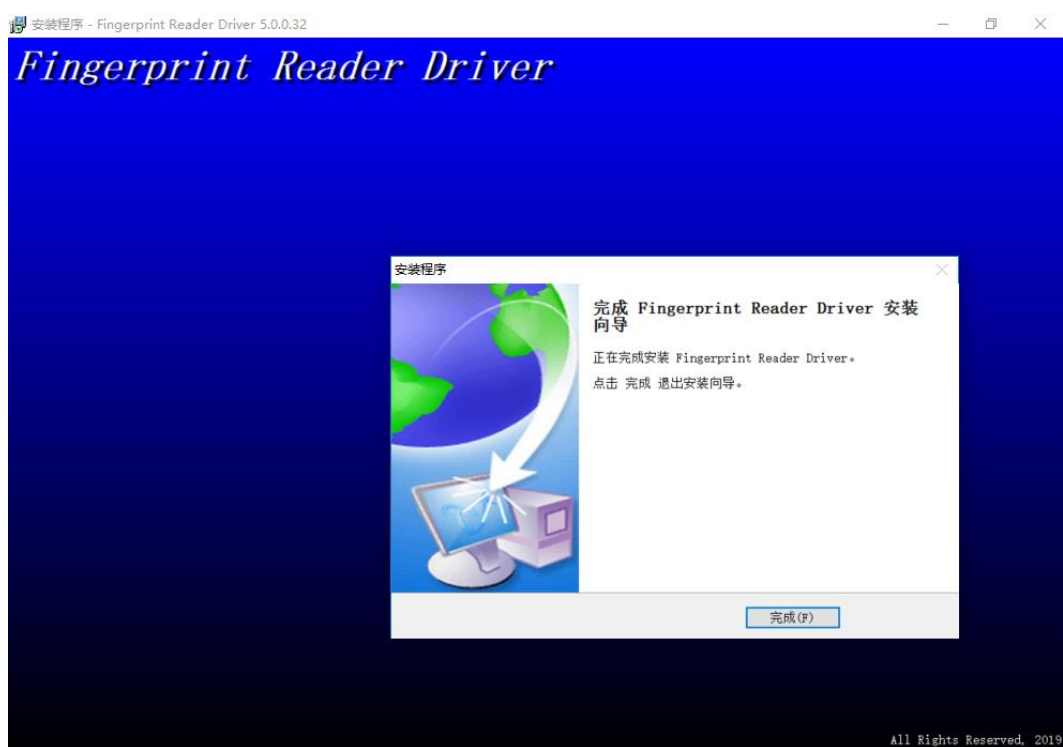 安装程序 - Fingerprint Reader Driver 5.0.0.32
Fingerprint Reader Driver
安装程序
完成 Fingerprint Reader Driver 安装
向导
正在完成安装 Fingerprint Reader Driver。
点击 完成 退出安装向导。
完成(F)
All Rights Reserved, 2019